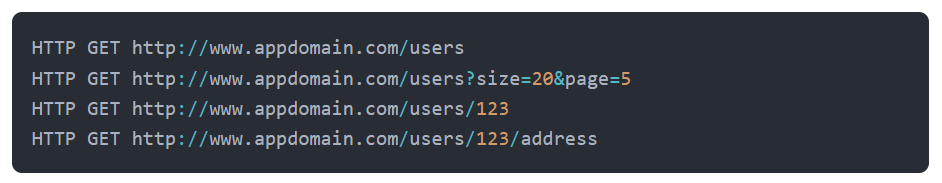 HTTP GET http://www.appdomain.com/users
HTTP GET http://www.appdomain.com/users?size=20&page=5
HTTP GET http://www.appdomain.com/users/123
HTTP GET http://www.appdomain.com/users/123/address